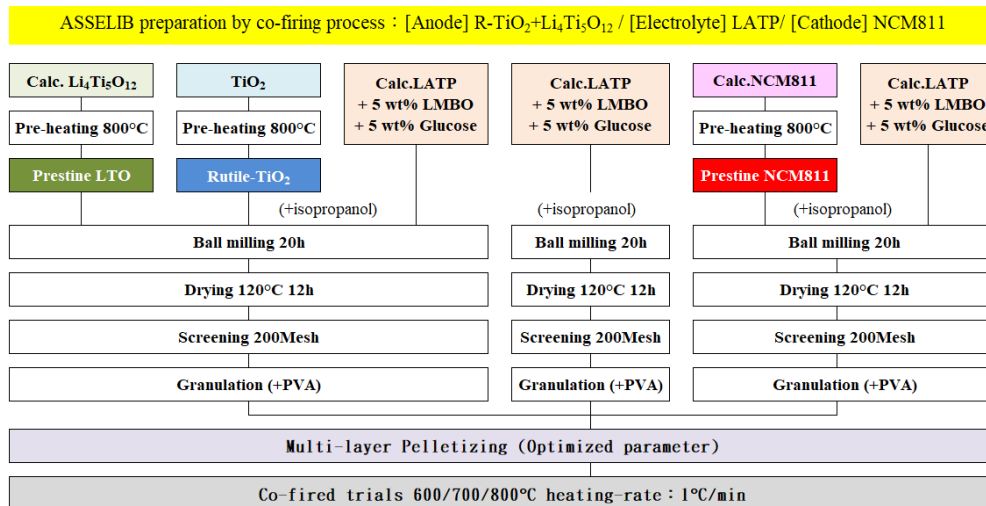 ASSELIB preparation by co-firing process：[Anode] R-TiO₂+Li₄Ti₅O₁₂ / [Electrolyte] LATP/ [Cathode] NCM811
Calc. Li₄Ti₅O₁₂
Pre-heating 800°C
Prestine LTO
TiO₂
Pre-heating 800°C
Rutile-TiO₂
Calc.LATP
+ 5 wt% LMBO
+ 5 wt% Glucose
(+isopropanol)
Ball milling 20h
Drying 120°C 12h
Screening 200Mesh
Granulation (+PVA)
Calc.LATP
+ 5 wt% LMBO
+ 5 wt% Glucose
(+isopropanol)
Ball milling 20h
Drying 120°C 12h
Screening 200Mesh
Granulation (+PVA)
Calc.NCM811
Pre-heating 800°C
Prestine NCM811
Calc.LATP
+ 5 wt% LMBO
+ 5 wt% Glucose
(+isopropanol)
Ball milling 20h
Drying 120°C 12h
Screening 200Mesh
Granulation (+PVA)
Multi-layer Pelletizing (Optimized parameter)
Co-fired trials 600/700/800°C heating-rate：1°C/min